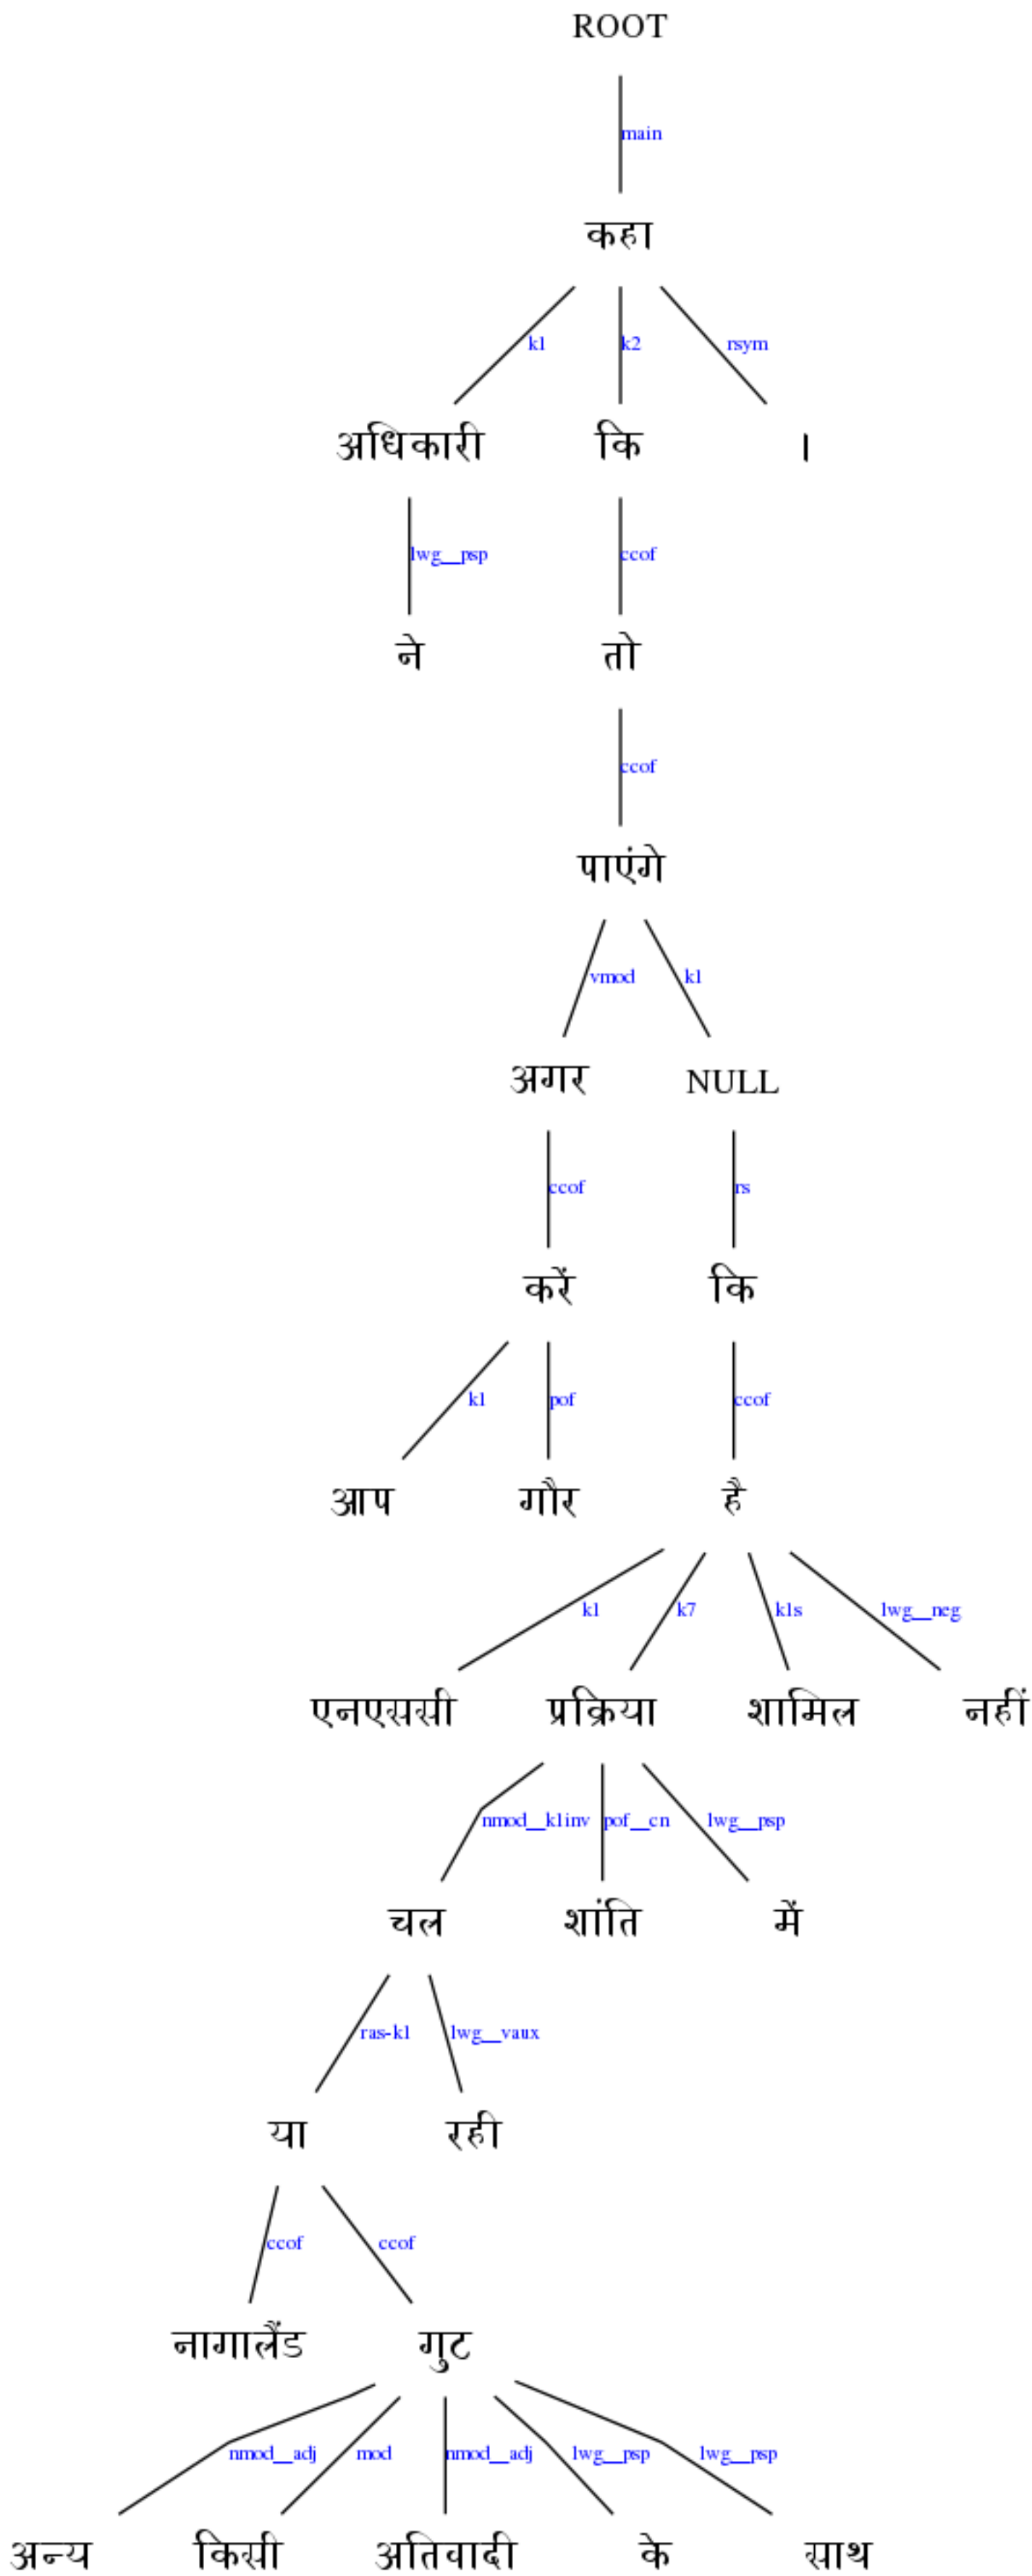 ROOT
main
कहा
k1 k2 rsym
अधिकारी कि ।
lwg__psp ccof
ने तो
ccof
पाएंगे
vmod k1
अगर NULL
ccof rs
करें कि
k1 pof ccof
आप गौर है
k1 k7 k1s lwg__neg
एनएससी प्रक्रिया शामिल नहीं
nmod__k1inv pof__cn lwg__psp
चल शांति में
ras-k1 lwg__vaux
या रही
ccof ccof
नागालैंड गुट
nmod__adj mod nmod__adj lwg__psp lwg__psp
अन्य किसी अतिवादी के साथ